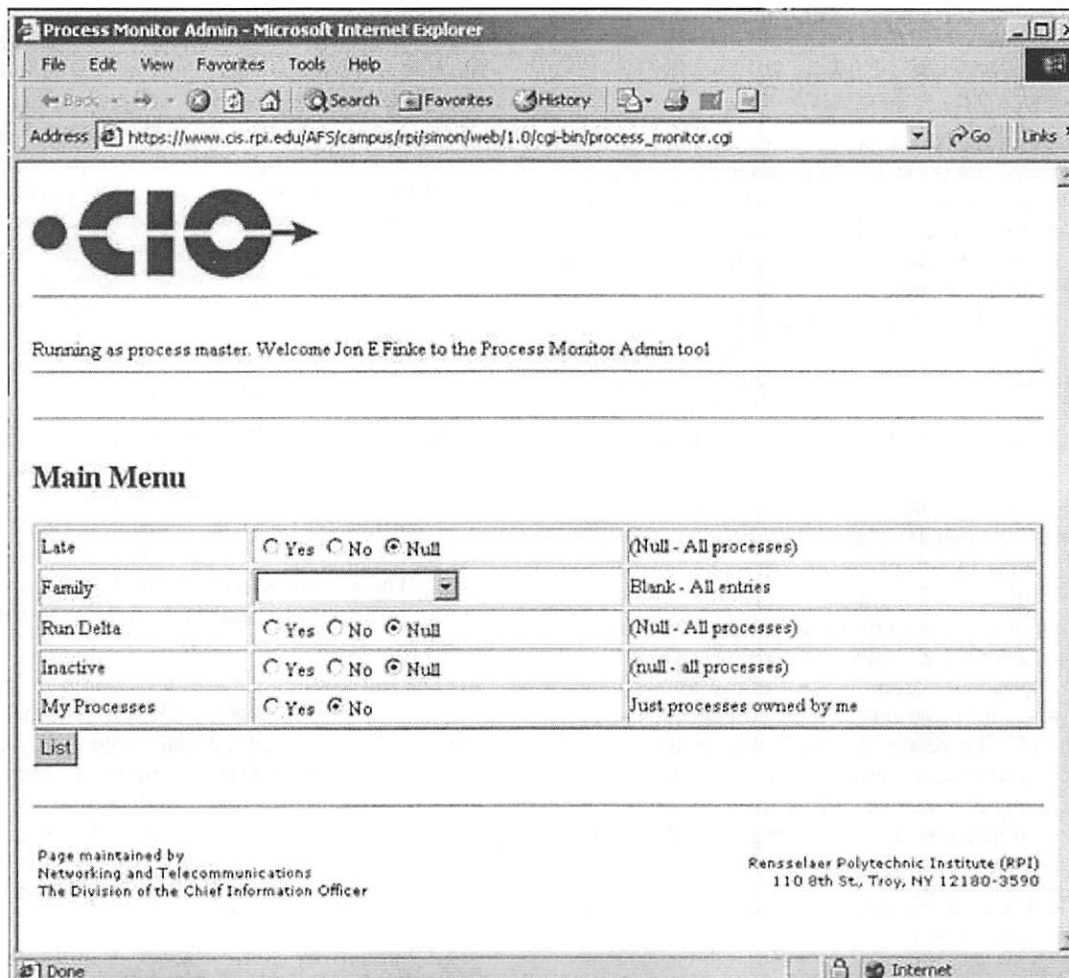 Process Monitor Admin - Microsoft Internet Explorer
File Edit View Favorites Tools Help
Back Search Favorites History
Address https://www.cis.rpi.edu/AFS/campus/rpi/simon/web/1.0/cgi-bin/process_monitor.cgi Go Links
CIO
Running as process master. Welcome Jon E Finke to the Process Monitor Admin tool
Main Menu
Late Yes No Null (Null - All processes)
Family Blank - All entries
Run Delta Yes No Null (Null - All processes)
Inactive Yes No Null (null - all processes)
My Processes Yes No Just processes owned by me
List
Page maintained by
Networking and Telecommunications
The Division of the Chief Information Officer
Rensselaer Polytechnic Institute (RPI)
110 8th St., Troy, NY 12180-3590
Done Internet